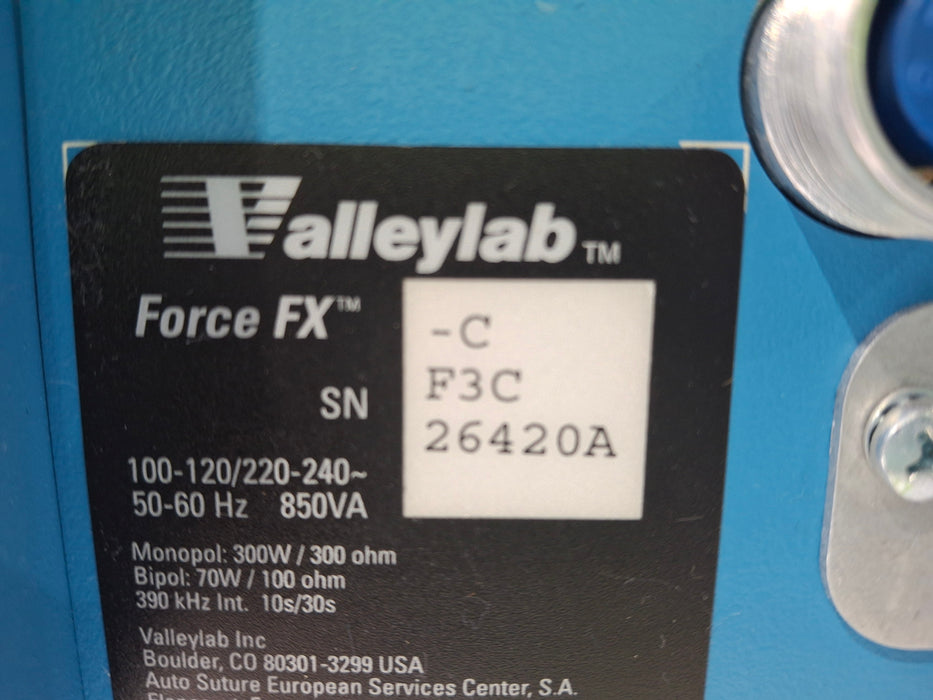 Valleylab™
Force FX™ -C
SN F3C
26420A
100-120/220-240~
50-60 Hz 850VA
Monopol: 300W / 300 ohm
Bipol: 70W / 100 ohm
390 kHz Int. 10s/30s
Valleylab Inc
Boulder, CO 80301-3299 USA
Auto Suture European Services Center, S.A.